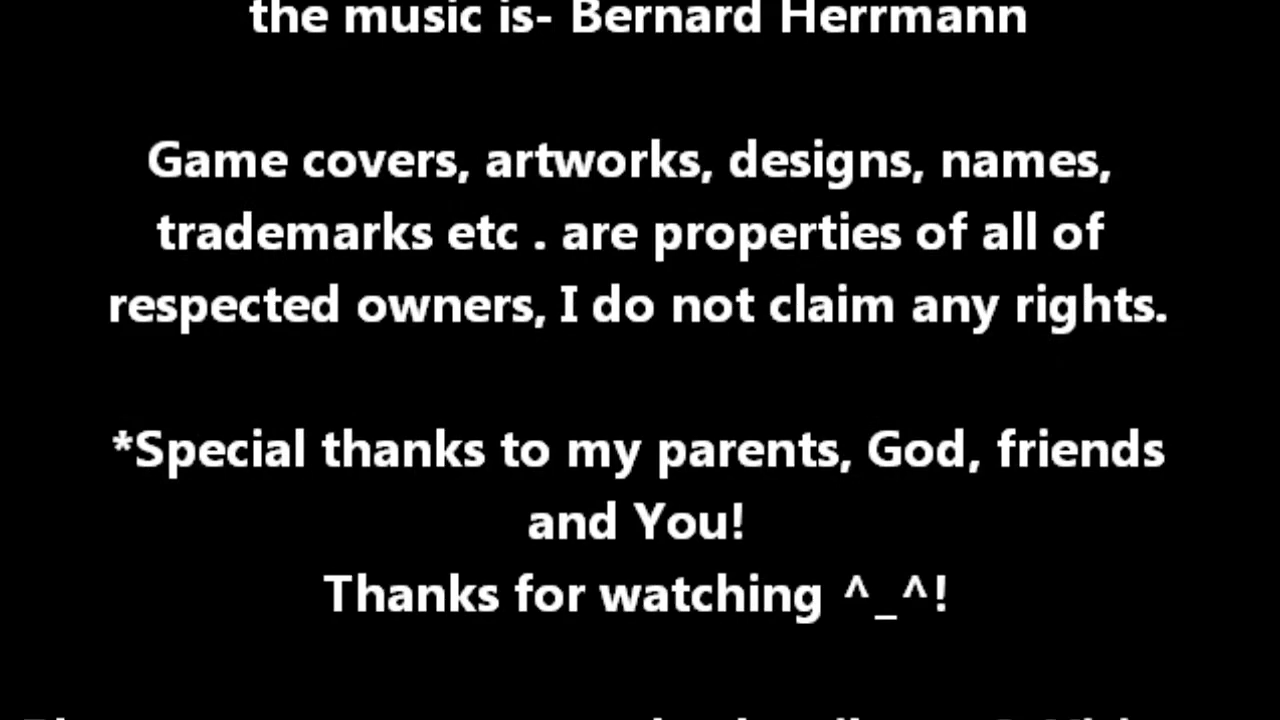 the music is- Bernard Herrmann
Game covers, artworks, designs, names,
trademarks etc . are properties of all of
respected owners, I do not claim any rights.
*Special thanks to my parents, God, friends
and You!
Thanks for watching ^_^!